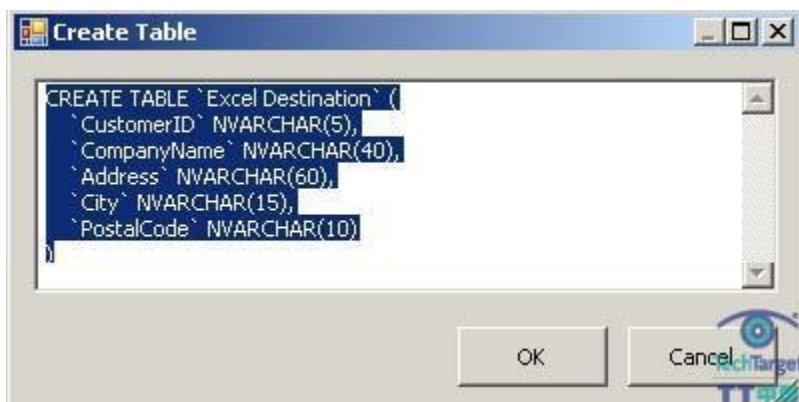 Create Table
CREATE TABLE `Excel Destination` (
`CustomerID` NVARCHAR(5),
`CompanyName` NVARCHAR(40),
`Address` NVARCHAR(60),
`City` NVARCHAR(15),
`PostalCode` NVARCHAR(10)
)
OK
Cancel
TechTarget